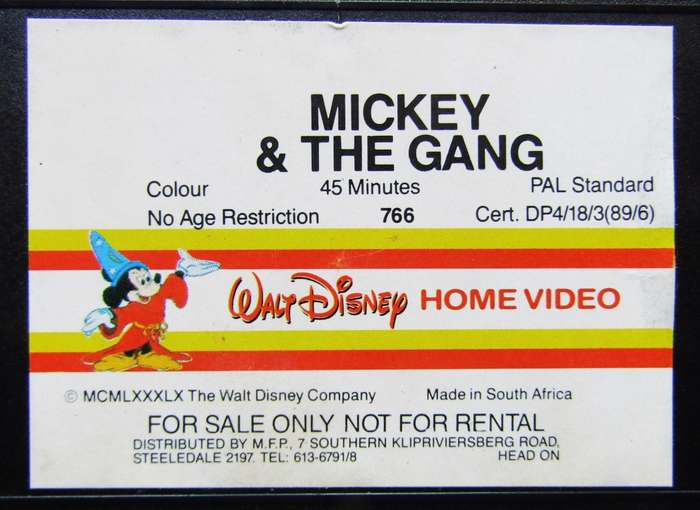 MICKEY
& THE GANG
Colour 45 Minutes PAL Standard
No Age Restriction 766 Cert. DP4/18/3(89/6)
WALT DISNEY HOME VIDEO
© MCMLXXXLX The Walt Disney Company Made in South Africa
FOR SALE ONLY NOT FOR RENTAL
DISTRIBUTED BY M.F.P., 7 SOUTHERN KLIPRIVIERSBERG ROAD,
STEELEDALE 2197. TEL: 613-6791/8 HEAD ON